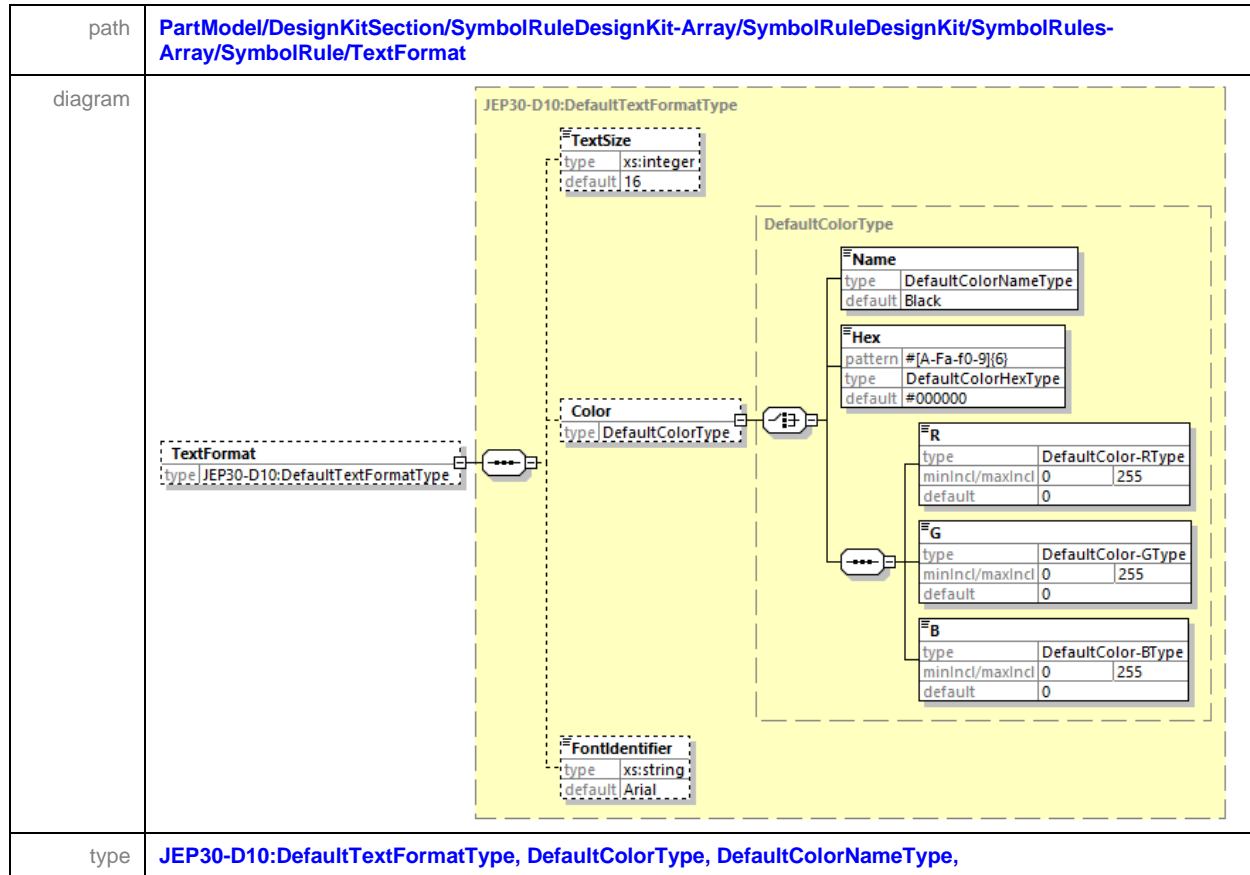 path
PartModel/DesignKitSection/SymbolRuleDesignKit-Array/SymbolRuleDesignKit/SymbolRules-
Array/SymbolRule/TextFormat
diagram
JEP30-D10:DefaultTextFormatType
TextSize
type xs:integer
default 16
DefaultColorType
Name
type DefaultColorNameType
default Black
Hex
pattern #[A-Fa-f0-9]{6}
type DefaultColorHexType
default #000000
Color
type DefaultColorType
R
type DefaultColor-RType
minIncl/maxIncl 0 255
default 0
TextFormat
type JEP30-D10:DefaultTextFormatType
G
type DefaultColor-GType
minIncl/maxIncl 0 255
default 0
B
type DefaultColor-BType
minIncl/maxIncl 0 255
default 0
FontIdentifier
type xs:string
default Arial
type
JEP30-D10:DefaultTextFormatType, DefaultColorType, DefaultColorNameType,